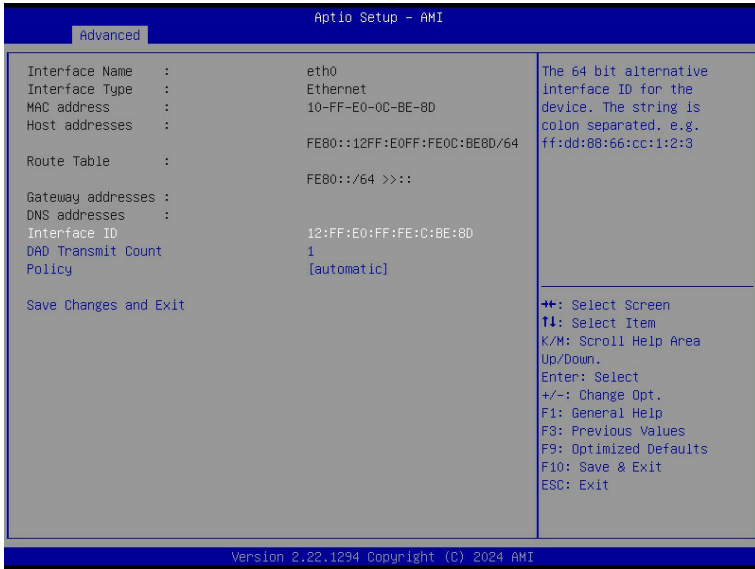 Aptio Setup – AMI
Advanced
Interface Name : eth0
Interface Type : Ethernet
MAC address : 10-FF-E0-0C-BE-8D
Host addresses :
FE80::12FF:E0FF:FE0C:BE8D/64
Route Table :
FE80::/64 >>::
Gateway addresses :
DNS addresses :
Interface ID 12:FF:E0:FF:FE:C:BE:8D
DAD Transmit Count 1
Policy [automatic]
Save Changes and Exit
The 64 bit alternative
interface ID for the
device. The string is
colon separated. e.g.
ff:dd:88:66:cc:1:2:3
→←: Select Screen
↑↓: Select Item
K/M: Scroll Help Area
Up/Down.
Enter: Select
+/-: Change Opt.
F1: General Help
F3: Previous Values
F9: Optimized Defaults
F10: Save & Exit
ESC: Exit
Version 2.22.1294 Copyright (C) 2024 AMI